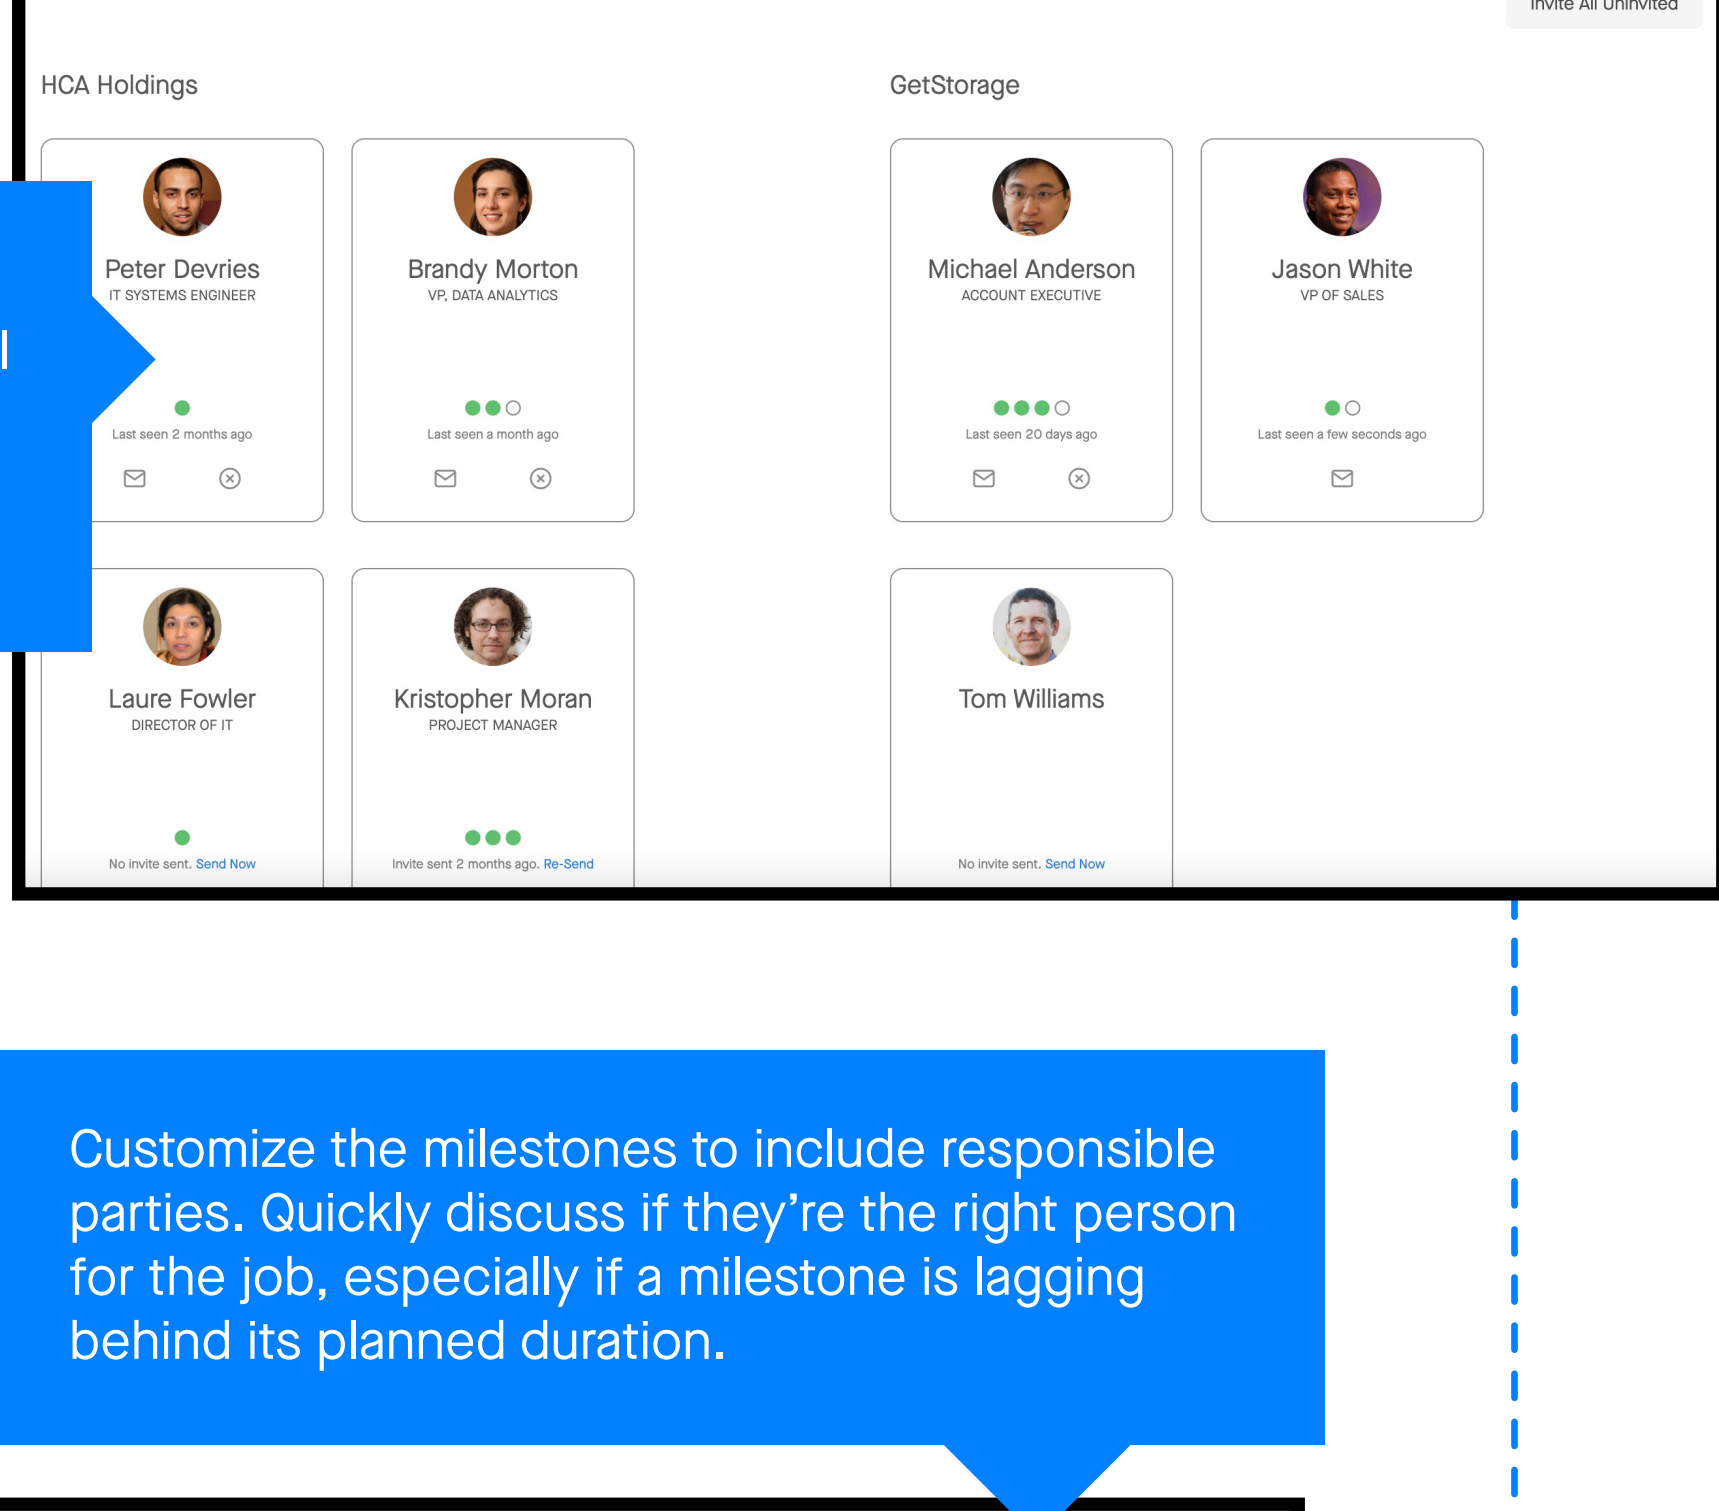 Invite All Uninvited
HCA Holdings
GetStorage
Peter Devries
IT SYSTEMS ENGINEER
Last seen 2 months ago
Brandy Morton
VP, DATA ANALYTICS
Last seen a month ago
Michael Anderson
ACCOUNT EXECUTIVE
Last seen 20 days ago
Jason White
VP OF SALES
Last seen a few seconds ago
Laure Fowler
DIRECTOR OF IT
No invite sent. Send Now
Kristopher Moran
PROJECT MANAGER
Invite sent 2 months ago. Re-Send
Tom Williams
No invite sent. Send Now
Customize the milestones to include responsible
parties. Quickly discuss if they’re the right person
for the job, especially if a milestone is lagging
behind its planned duration.